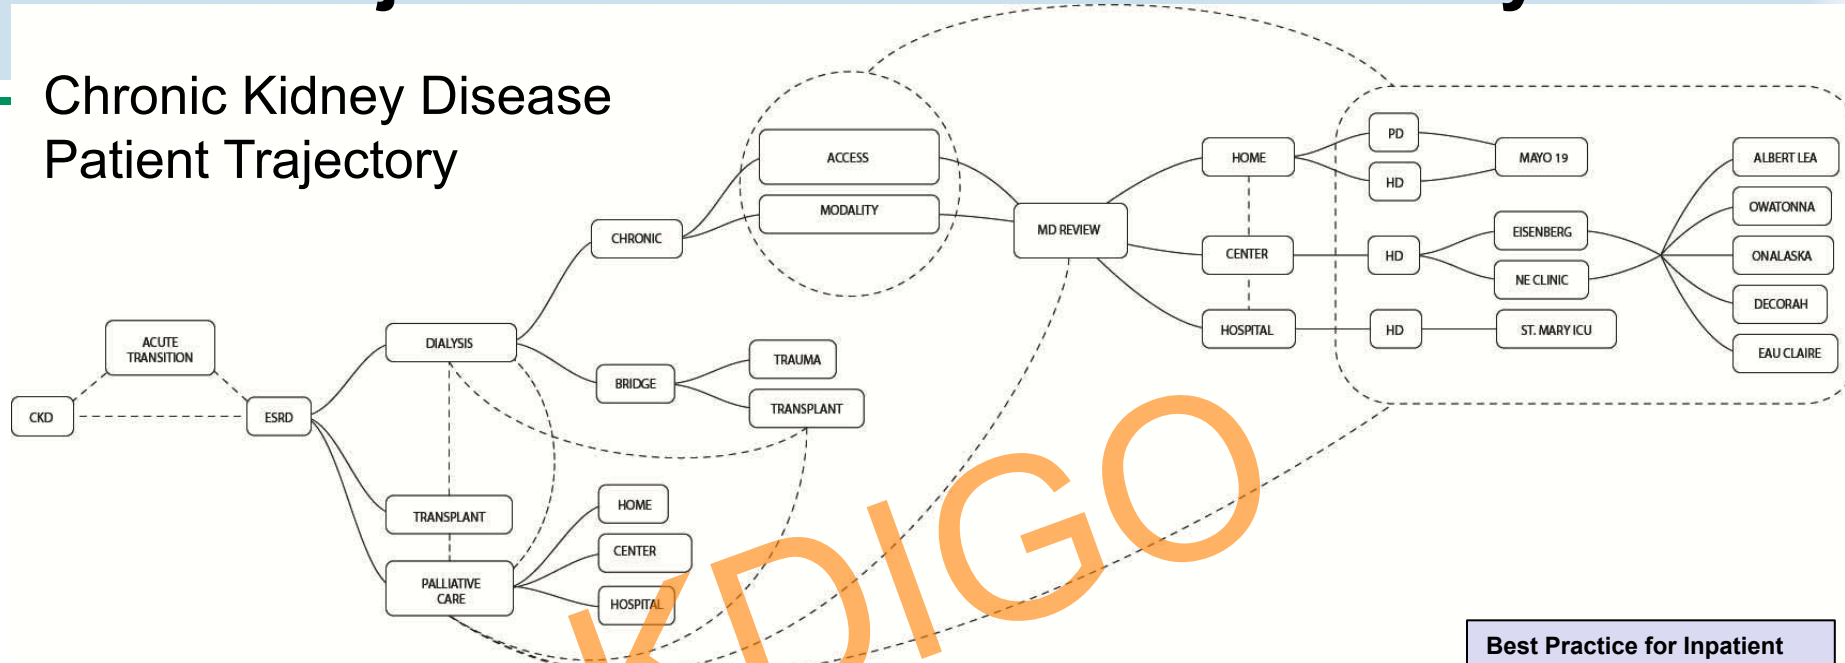 Chronic Kidney Disease
Patient Trajectory
ACCESS
MODALITY
CHRONIC
MD REVIEW
HOME
CENTER
HOSPITAL
PD
HD
HD
HD
MAYO 19
EISENBERG
NE CLINIC
ST. MARY ICU
ALBERT LEA
OWATONNA
ONALASKA
DECORAH
EAU CLAIRE
ACUTE
TRANSITION
CKD
ESRD
DIALYSIS
BRIDGE
TRAUMA
TRANSPLANT
TRANSPLANT
PALLIATIVE
CARE
HOME
CENTER
HOSPITAL
KDIGO
Best Practice for Inpatient